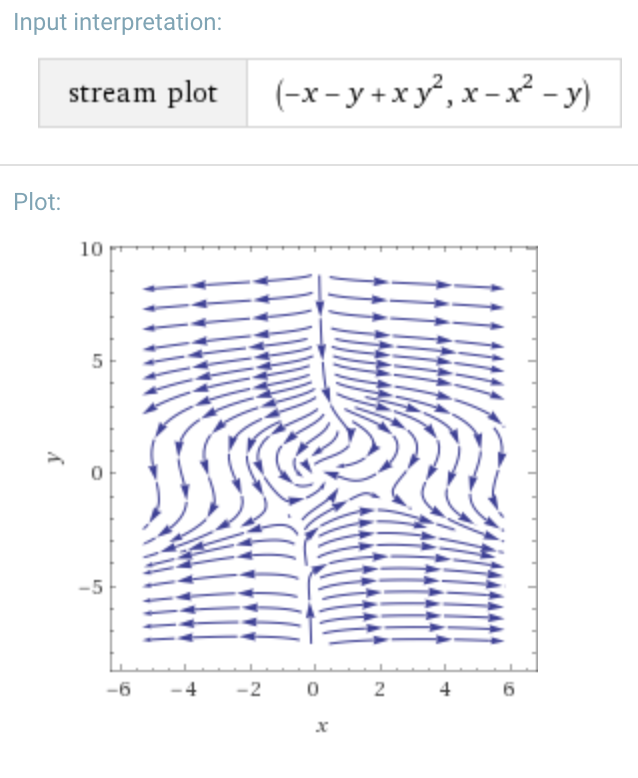 Input interpretation:
stream plot (−x − y + x y², x − x² − y)
Plot:
10
5
0
−5
y
−6 −4 −2 0 2 4 6
x